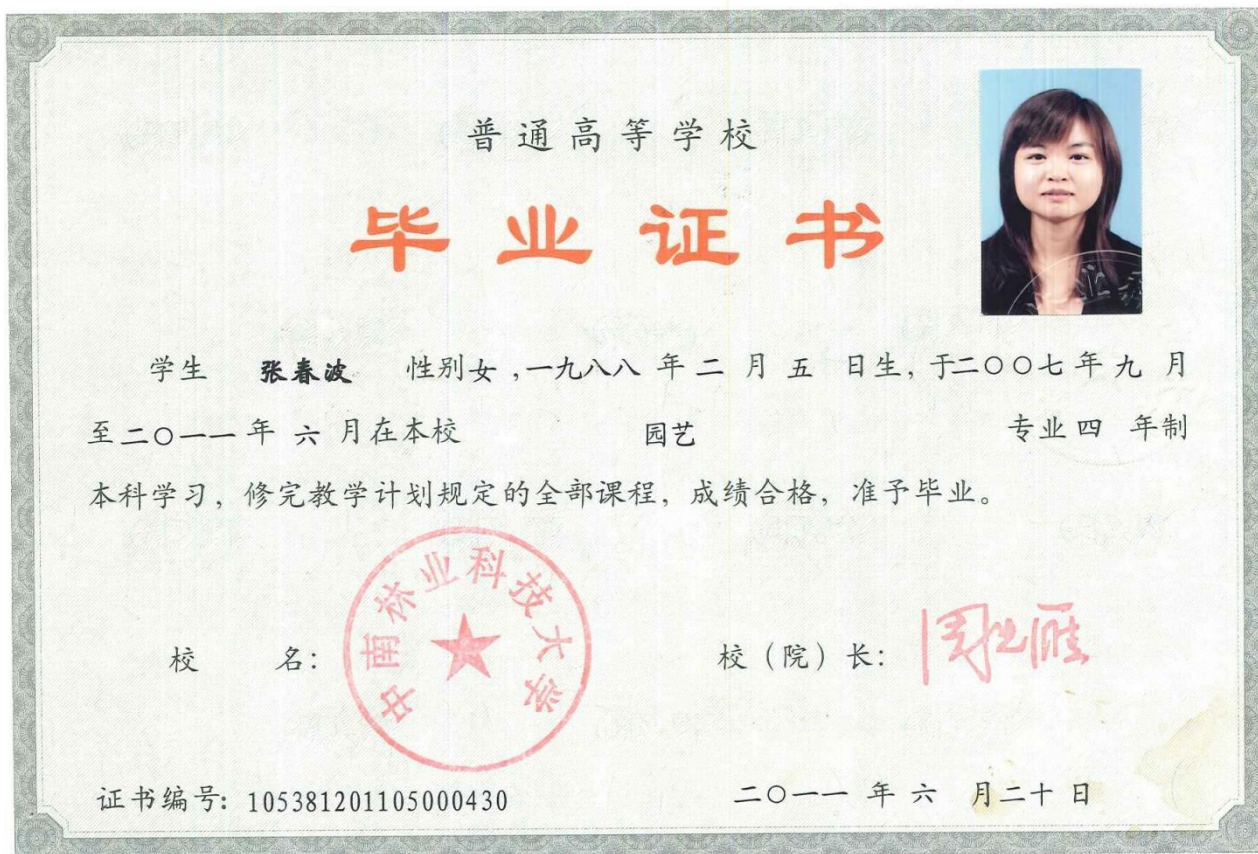 普通高等学校
毕业证书
学生 张春波 性别女,一九八八年二月五日生,于二〇〇七年九月
至二〇一一年六月在本校 园艺 专业四年制
本科学习,修完教学计划规定的全部课程,成绩合格,准予毕业。
中南林业科技大学
校 名: 校(院)长:
证书编号: 105381201105000430 二〇一一年六月二十日